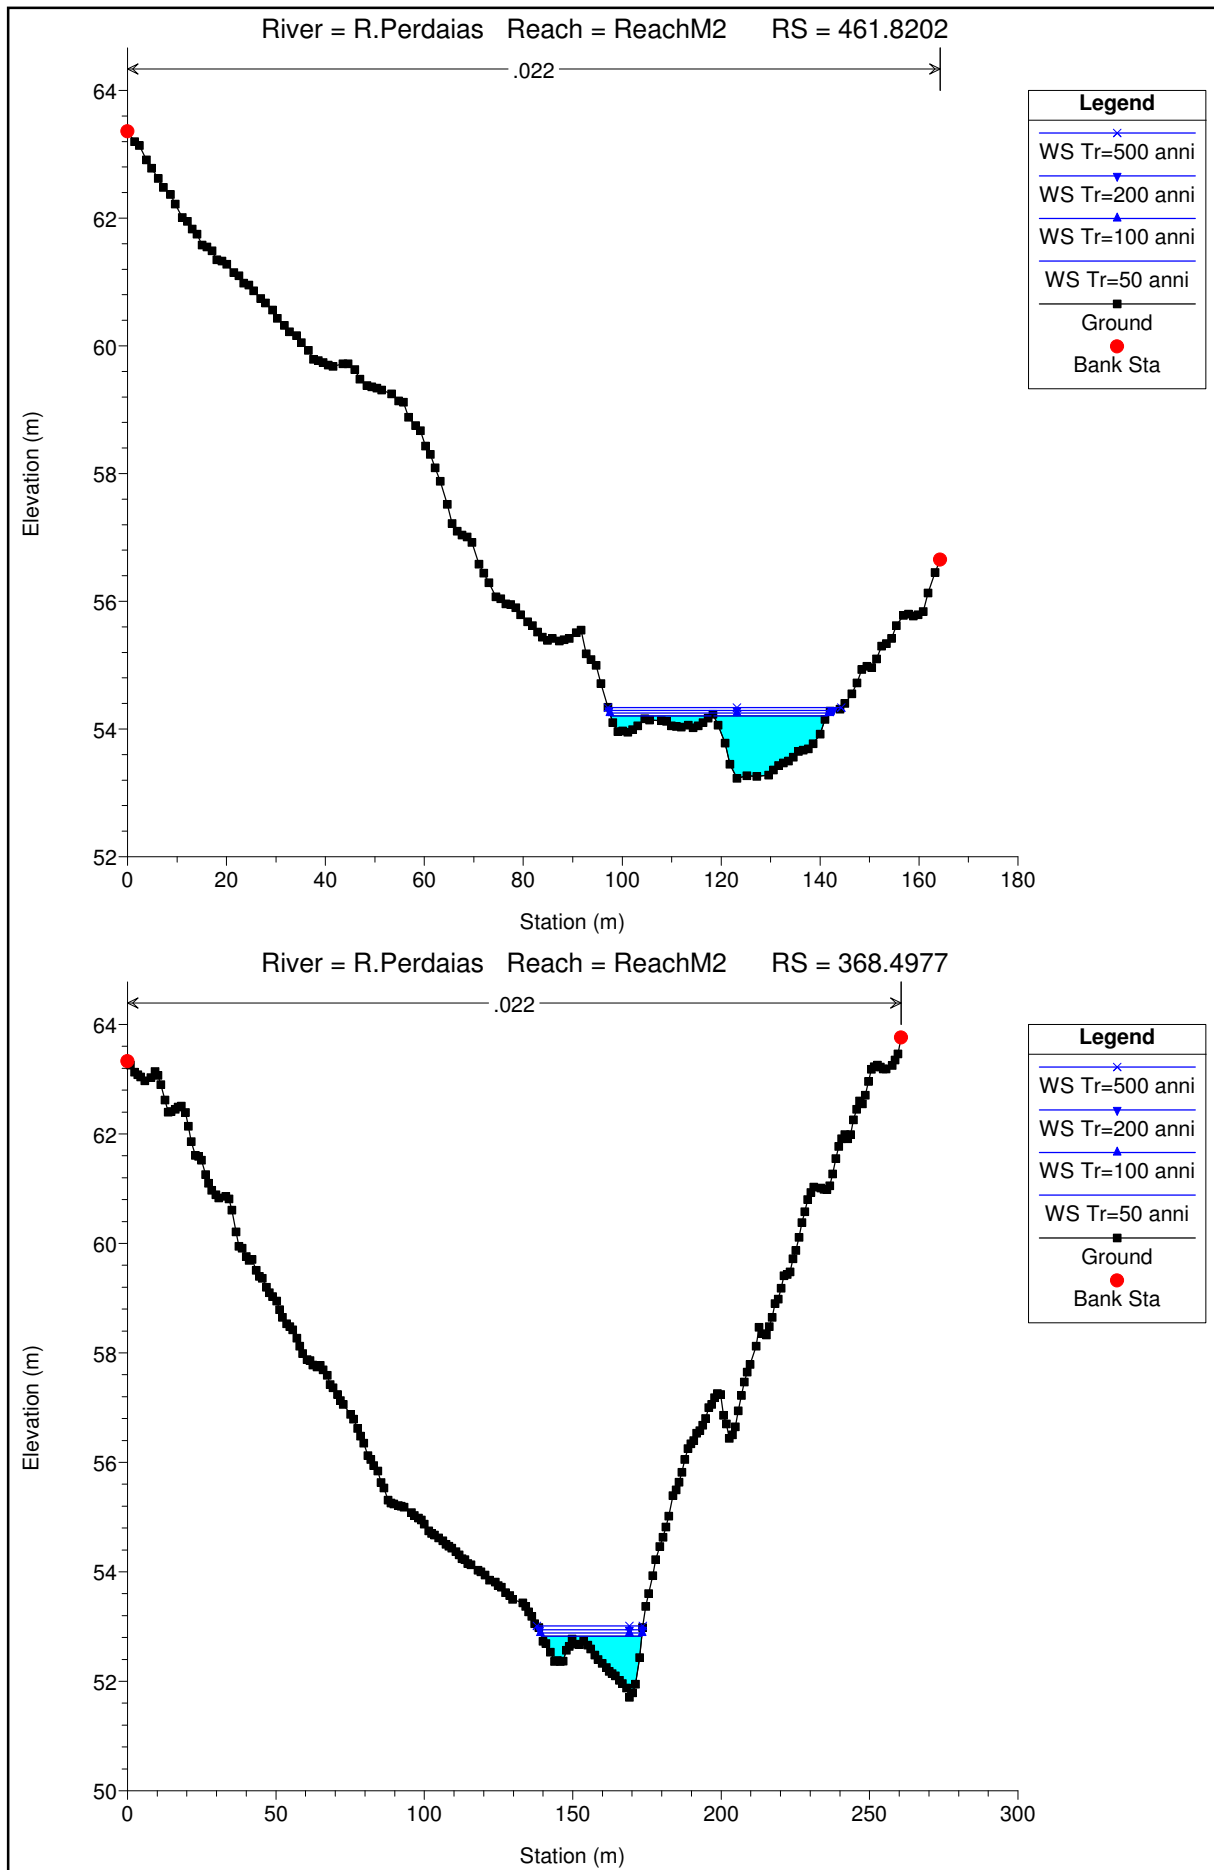 River = R.Perdaias   Reach = ReachM2      RS = 461.8202
.022
64
62
60
58
56
54
52
Elevation (m)
0 20 40 60 80 100 120 140 160 180
Station (m)
Legend
WS Tr=500 anni
WS Tr=200 anni
WS Tr=100 anni
WS Tr=50 anni
Ground
Bank Sta
River = R.Perdaias   Reach = ReachM2      RS = 368.4977
.022
64
62
60
58
56
54
52
50
Elevation (m)
0 50 100 150 200 250 300
Station (m)
Legend
WS Tr=500 anni
WS Tr=200 anni
WS Tr=100 anni
WS Tr=50 anni
Ground
Bank Sta